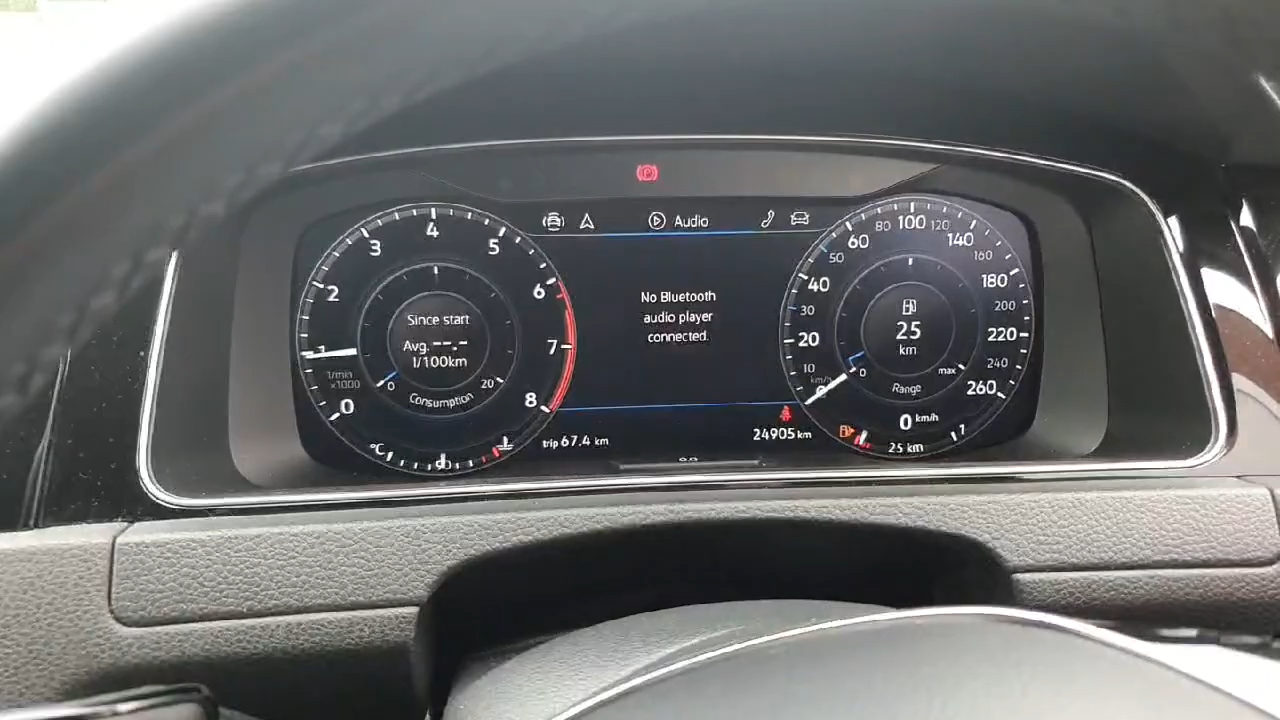 (P)
Audio
1
2
3
4
5
6
7
8
0
1/min
x1000
Since start
Avg. --.-
l/100km
0
20
Consumption
°C
90
trip 67.4 km
No Bluetooth
audio player
connected.
24905 km
0
10
20
30
40
50
60
80
100
120
140
160
180
200
220
240
260
km/h
25
km
0
max
Range
0 km/h
25 km
1